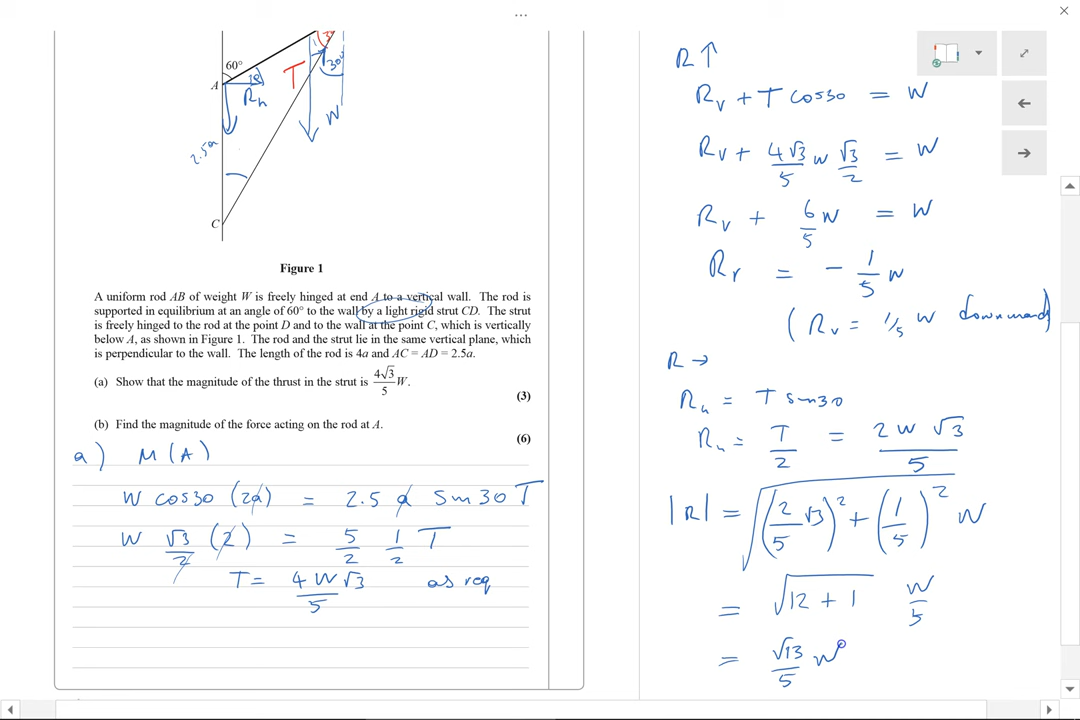 60°
A
T
30°
R_h
W
2.5a
C
Figure 1
A uniform rod AB of weight W is freely hinged at end A to a vertical wall. The rod is
supported in equilibrium at an angle of 60° to the wall by a light rigid strut CD. The strut
is freely hinged to the rod at the point D and to the wall at the point C, which is vertically
below A, as shown in Figure 1. The rod and the strut lie in the same vertical plane, which
is perpendicular to the wall. The length of the rod is 4a and AC = AD = 2.5a.
(a) Show that the magnitude of the thrust in the strut is 4√3/5 W.
(3)
(b) Find the magnitude of the force acting on the rod at A.
(6)
a) M(A)
W cos30 (2a) = 2.5 a sin30 T
W √3/2 (2) = 5/2 1/2 T
T = 4W√3/5 as req
R ↑
R_v + T cos30 = W
R_v + 4√3/5 W √3/2 = W
R_v + 6/5 W = W
R_v = - 1/5 W
(R_v = 1/5 W downwards)
R →
R_h = T sin30
R_h = T/2 = 2W√3/5
|R| = √((2/5 √3)² + (1/5)²) W
= √12 + 1 W/5
= √13/5 W